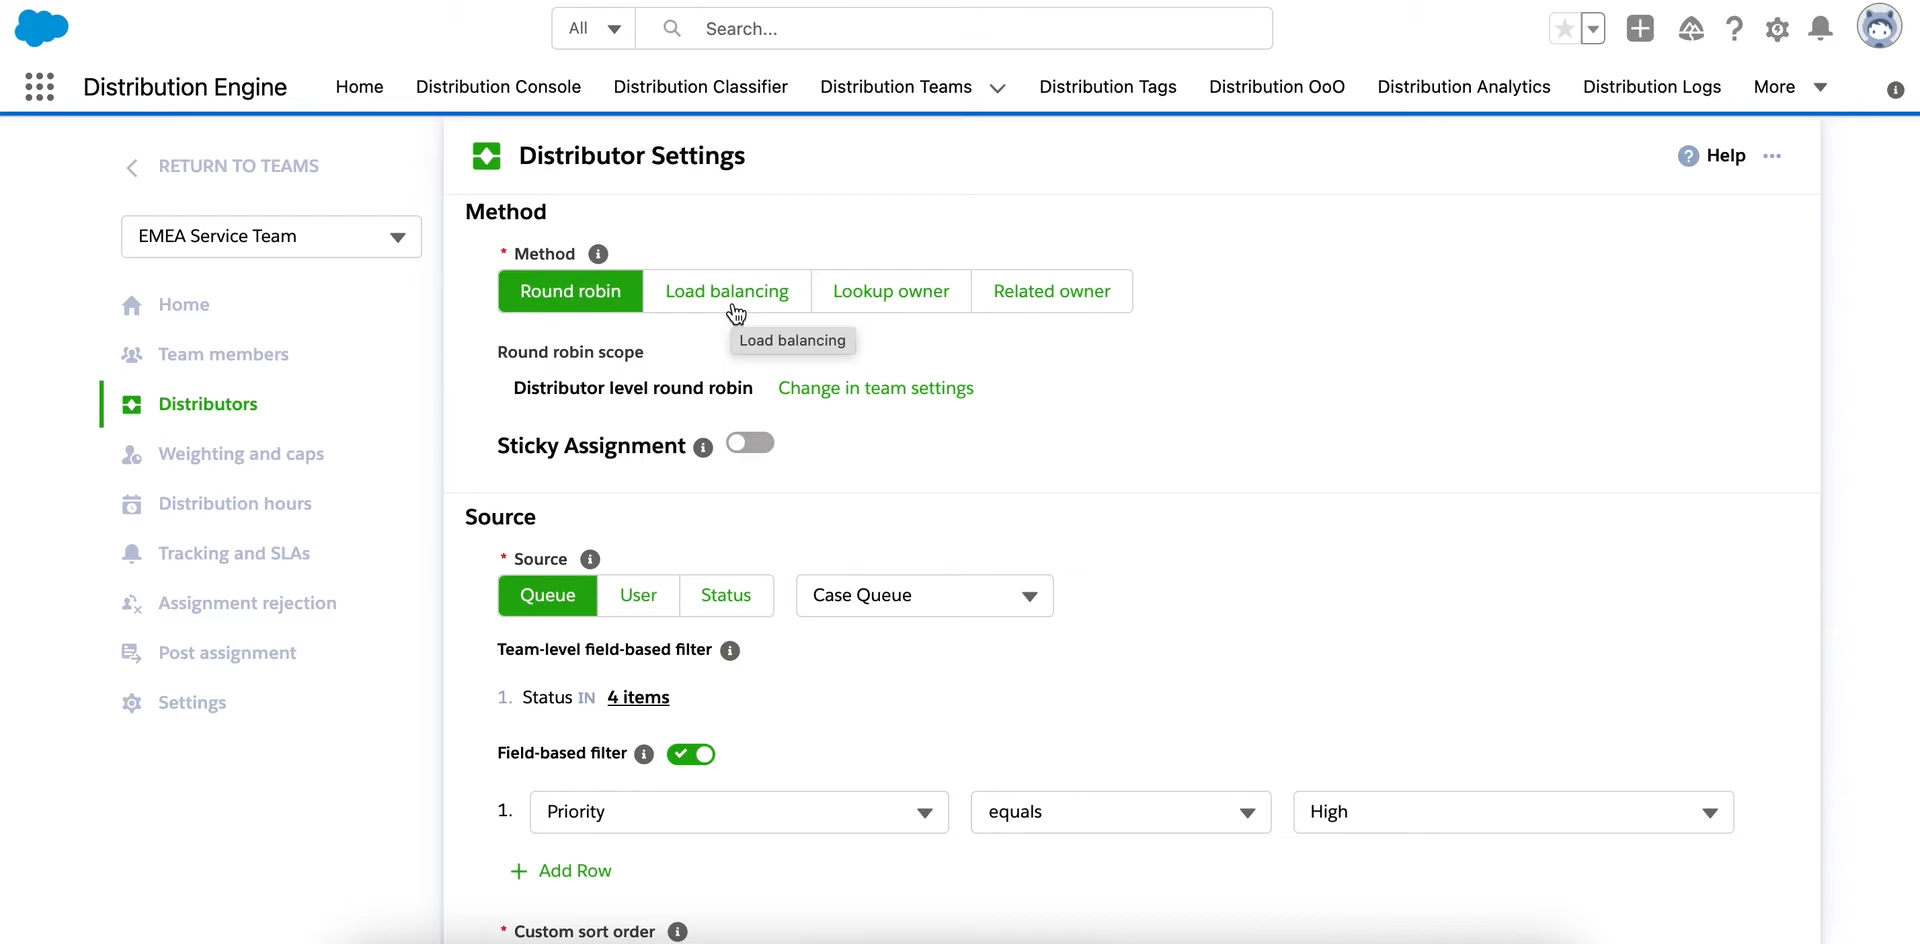 All
Search...
Distribution Engine
Home
Distribution Console
Distribution Classifier
Distribution Teams
Distribution Tags
Distribution OoO
Distribution Analytics
Distribution Logs
More
RETURN TO TEAMS
EMEA Service Team
Home
Team members
Distributors
Weighting and caps
Distribution hours
Tracking and SLAs
Assignment rejection
Post assignment
Settings
Distributor Settings
Help
Method
* Method
Round robin
Load balancing
Lookup owner
Related owner
Load balancing
Round robin scope
Distributor level round robin
Change in team settings
Sticky Assignment
Source
* Source
Queue
User
Status
Case Queue
Team-level field-based filter
1. Status IN 4 items
Field-based filter
1. Priority
equals
High
+ Add Row
* Custom sort order